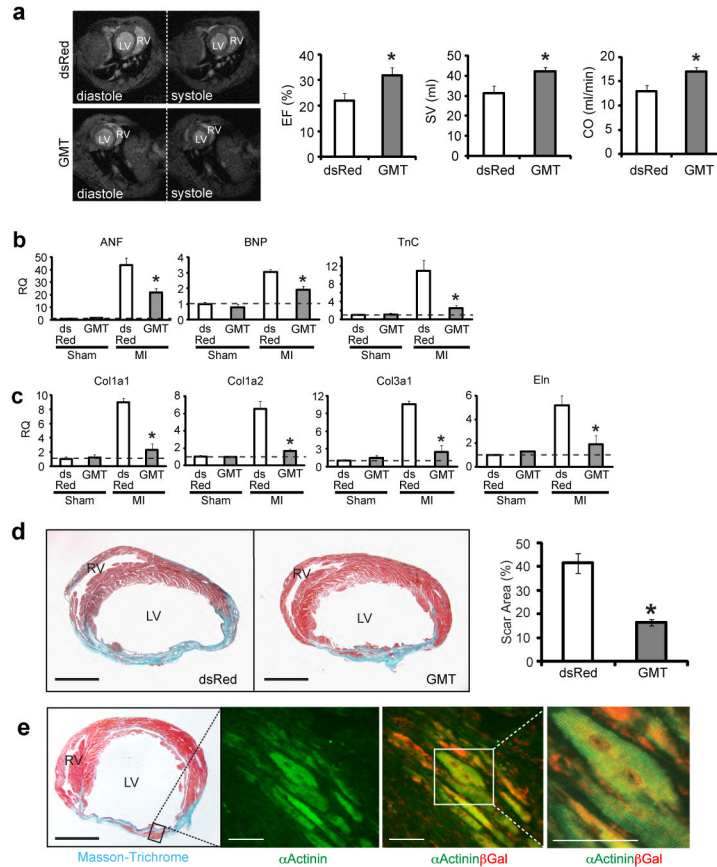 a
dsRed
LV
RV
LV
RV
diastole
systole
GMT
LV
RV
LV
RV
diastole
systole
EF (%)
40
30
20
10
0
*
dsRed GMT
SV (ml)
50
40
30
20
10
0
*
dsRed GMT
CO (ml/min)
20
15
10
5
0
*
dsRed GMT
b
ANF
RQ
50
40
30
20
10
0
*
ds Red GMT ds Red GMT
Sham MI
BNP
4
3
2
1
0
*
ds Red GMT ds Red GMT
Sham MI
TnC
12
8
4
0
*
ds Red GMT ds Red GMT
Sham MI
c
Col1a1
RQ
10
8
6
4
2
0
*
ds Red GMT ds Red GMT
Sham MI
Col1a2
8
6
4
2
0
*
ds Red GMT ds Red GMT
Sham MI
Col3a1
12
9
6
3
0
*
ds Red GMT ds Red GMT
Sham MI
Eln
6
4
2
0
*
ds Red GMT ds Red GMT
Sham MI
d
RV
LV
dsRed
RV
LV
GMT
Scar Area (%)
50
40
30
20
10
0
*
dsRed GMT
e
RV
LV
Masson-Trichrome
αActinin
αActininβGal
αActininβGal